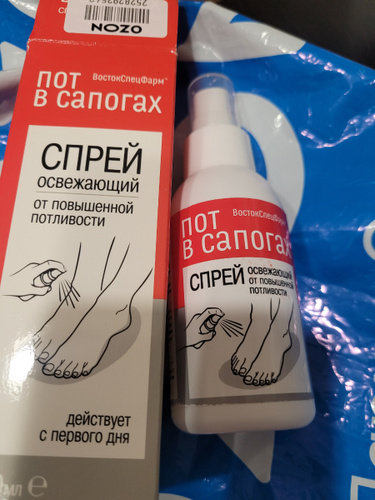 OZON
ПОТ
В САПОГАХ
ВостокСпецФарм®
СПРЕЙ
освежающий
от повышенной
потливости
действует
с первого дня
мл е
ПОТ
В САПОГАХ
ВостокСпецФарм®
СПРЕЙ
освежающий
от повышенной
потливости